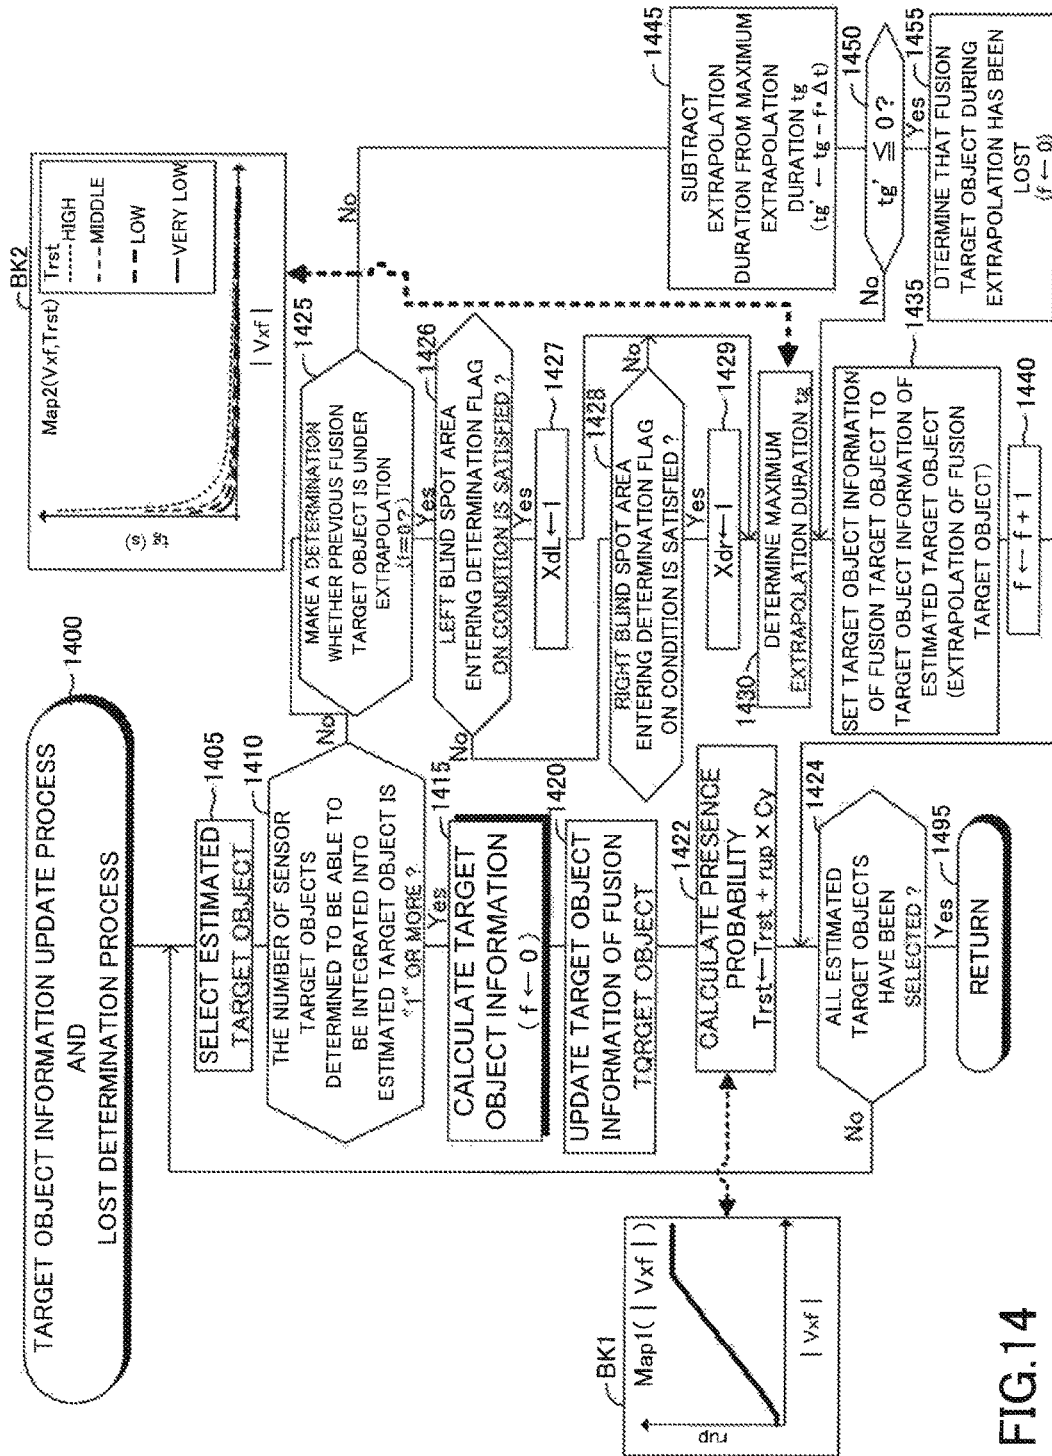 TARGET OBJECT INFORMATION UPDATE PROCESS
AND
LOST DETERMINATION PROCESS
1400
SELECT ESTIMATED
TARGET OBJECT
1405
THE NUMBER OF SENSOR
TARGET OBJECTS
DETERMINED TO BE ABLE TO
BE INTEGRATED INTO
ESTIMATED TARGET OBJECT IS
"1" OR MORE ?
1410
No
Yes
CALCULATE TARGET
OBJECT INFORMATION
(f ← 0)
1415
UPDATE TARGET OBJECT
INFORMATION OF FUSION
TQRGET OBJECT
1420
CALCULATE PRESENCE
PROBABILITY
Trst←Trst + rup × Cy
1422
ALL ESTIMATED
TARGET OBJECTS
HAVE BEEN
SELECTED ?
1424
No
Yes
1495
RETURN
BK1
Map1( | Vxf | )
rup
| Vxf |
MAKE A DETERMINATION
WHETHER PREVIOUS FUSION
TARGET OBJECT IS UNDER
EXTRAPOLATION
1425
No
Yes
LEFT BLIND SPOT AREA
ENTERING DETERMINATION FLAG
ON CONDITION IS SATISFIED ?
1426
No
Yes
XdL←1
1427
RIGHT BLIND SPOT AREA
ENTERING DETERMINATION FLAG
ON CONDITION IS SATISFIED ?
1428
No
Yes
Xdr←1
1429
DETERMINE MAXIMUM
EXTRAPOLATION DURATION tg
1430
SET TARGET OBJECT INFORMATION
OF FUSION TARGET OBJECT TO
TARGET OBJECT INFORMATION OF
ESTIMATED TARGET OBJECT
(EXTRAPOLATION OF FUSION
TARGET OBJECT)
1435
f ← f + 1
1440
BK2
Map2(Vxf,Trst)
tg (s)
| Vxf |
Trst
HIGH
MIDDLE
LOW
VERY LOW
SUBTRACT
EXTRAPOLATION
DURATION FROM MAXIMUM
EXTRAPOLATION
DURATION tg
(tg' ← tg - f・Δt)
1445
tg' ≦ 0 ?
1450
No
Yes
DTERMINE THAT FUSION
TARGET OBJECT DURING
EXTRAPOLATION HAS BEEN
LOST
(f ← 0)
1455
FIG.14